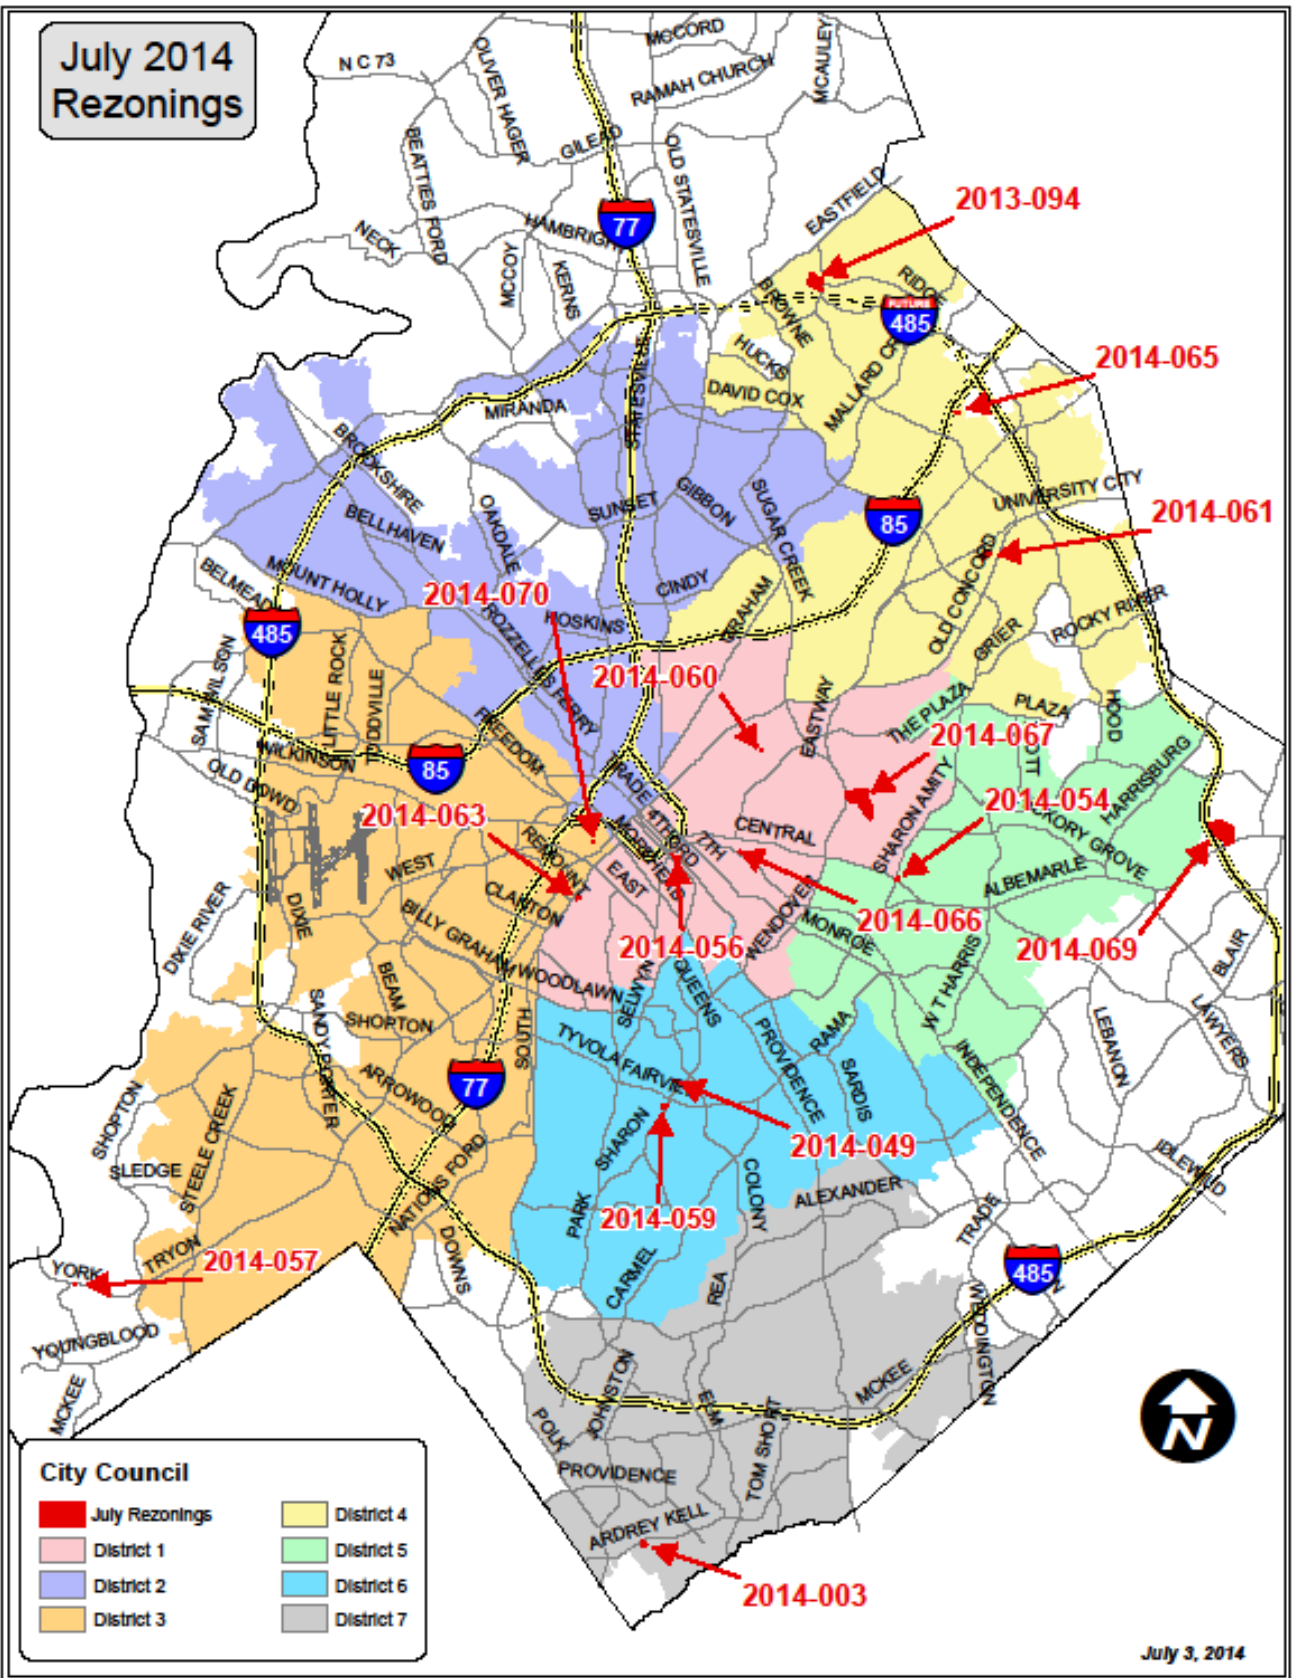 July 2014
Rezonings
N C 73
OLIVER HAGER
MCCORD
RAMAH CHURCH
MCAULEY
BEATTIES FORD
GILEAD
OLD STATESVILLE
NECK
HAMBRIGHT
77
MCCOY
KERNS
EASTFIELD
2013-094
RIDGE
BROWNE
FUTURE
485
HUCKS
MALLARD CR
2014-065
DAVID COX
MIRANDA
STATESVILLE
BROOKSHIRE
SUNSET
GIBBON
SUGAR CREEK
UNIVERSITY CITY
85
2014-061
BELLHAVEN
OAKDALE
OLD CONCORD
BELMEADE
MOUNT HOLLY
CINDY
GRAHAM
2014-070
HOSKINS
ROZZELLES FERRY
GRIER
ROCKY RIVER
485
SAM WILSON
LITTLE ROCK
TODDVILLE
2014-060
EASTWAY
THE PLAZA
PLAZA
HOOD
FREEDOM
2014-067
WILKINSON
85
OLD DOWD
TRADE
OTT
HARRISBURG
SHARON AMITY
2014-054
2014-063
4TH
MOREHEAD
7TH
CENTRAL
CKORY GROVE
REMOUNT
WEST
EAST
ALBEMARLE
CLANTON
DIXIE
BILLY GRAHAM
WENDOVER
2014-066
MONROE
2014-056
2014-069
DIXIE RIVER
WOODLAWN
SELWYN
QUEENS
W T HARRIS
BLAIR
BEAM
SHOPTON
SANDY PORTER
SOUTH
TYVOLA
FAIRVIE
PROVIDENCE
RAMA
SARDIS
INDEPENDENCE
LEBANON
LAWYERS
ARROWOOD
77
SHOPTON
STEELE CREEK
SLEDGE
SHARON
2014-049
NATIONS FORD
COLONY
ALEXANDER
IDLEWILD
PARK
2014-059
TRADE
TRYON
DOWNS
YORK
2014-057
CARMEL
REA
485
N
WEDDINGTON
YOUNGBLOOD
MCKEE
JOHNSTON
ELM
MCKEE
POLK
TOM SHORT
PROVIDENCE
ARDREY KELL
2014-003
N
City Council
July Rezonings
District 1
District 2
District 3
District 4
District 5
District 6
District 7
July 3, 2014